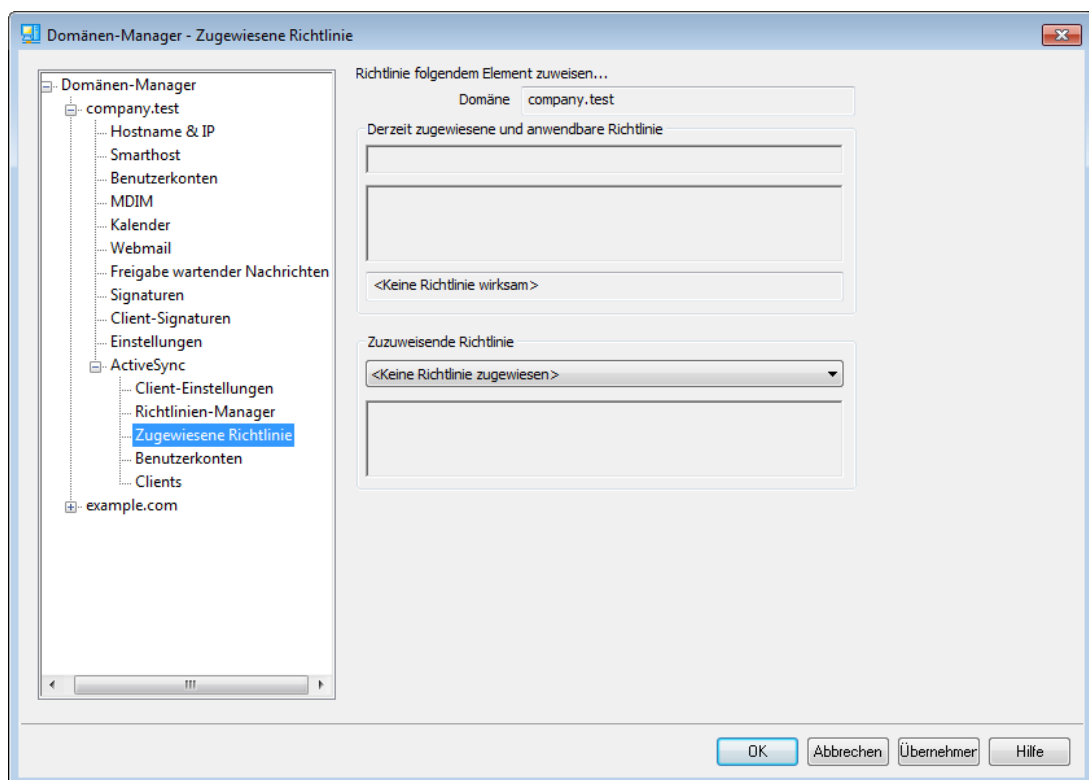 Domänen-Manager - Zugewiesene Richtlinie
Domänen-Manager
company.test
Hostname & IP
Smarthost
Benutzerkonten
MDIM
Kalender
Webmail
Freigabe wartender Nachrichten
Signaturen
Client-Signaturen
Einstellungen
ActiveSync
Client-Einstellungen
Richtlinien-Manager
Zugewiesene Richtlinie
Benutzerkonten
Clients
example.com
Richtlinie folgendem Element zuweisen...
Domäne company.test
Derzeit zugewiesene und anwendbare Richtlinie
<Keine Richtlinie wirksam>
Zuzuweisende Richtlinie
<Keine Richtlinie zugewiesen>
OK Abbrechen Übernehmer Hilfe